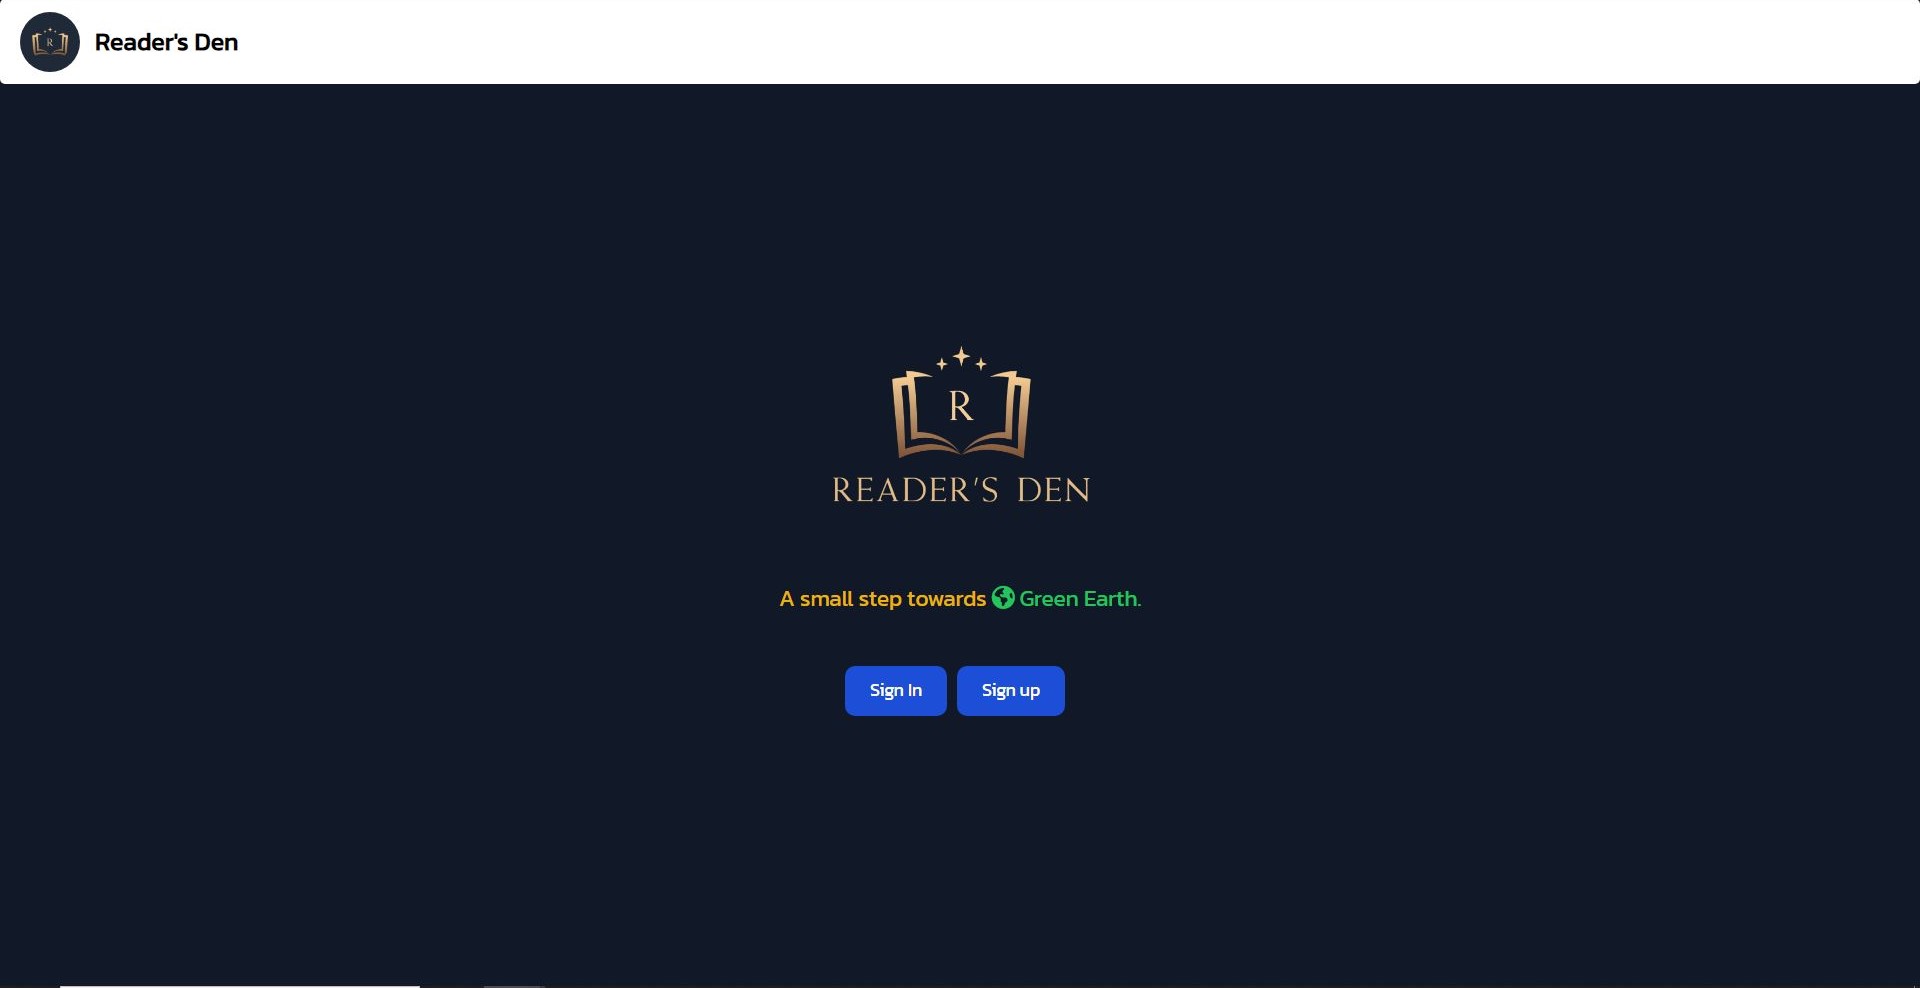 R
Reader's Den
R
READER'S DEN
A small step towards Green Earth.
Sign In
Sign up